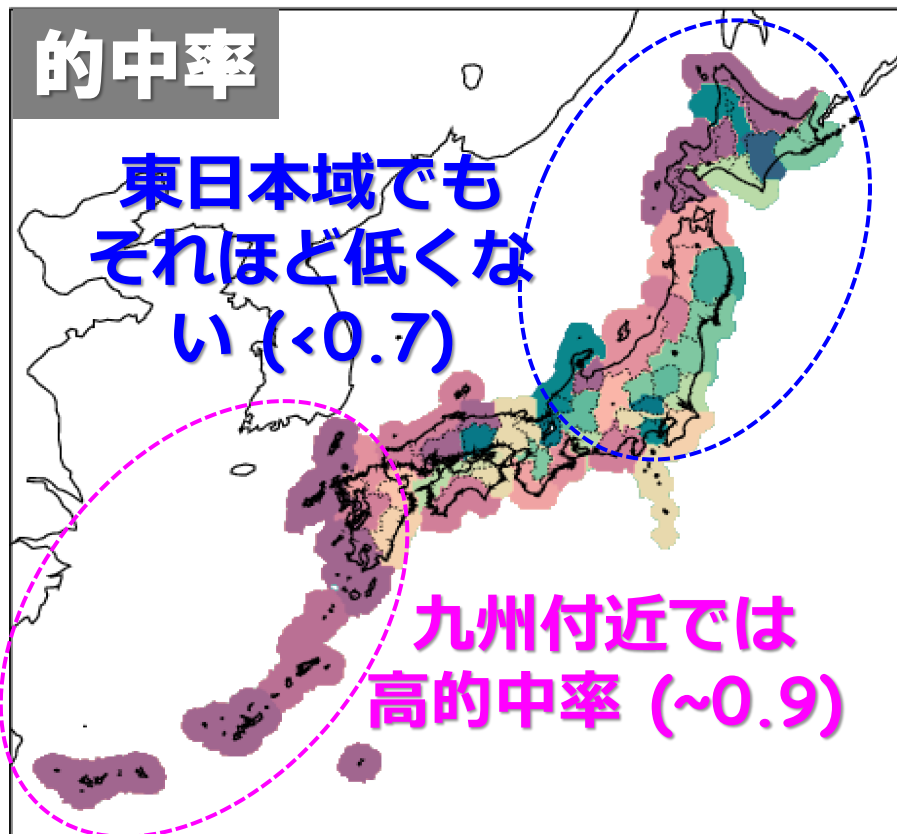 的中率
東日本域でも
それほど低くな
い (<0.7)
九州付近では
高的中率 (~0.9)